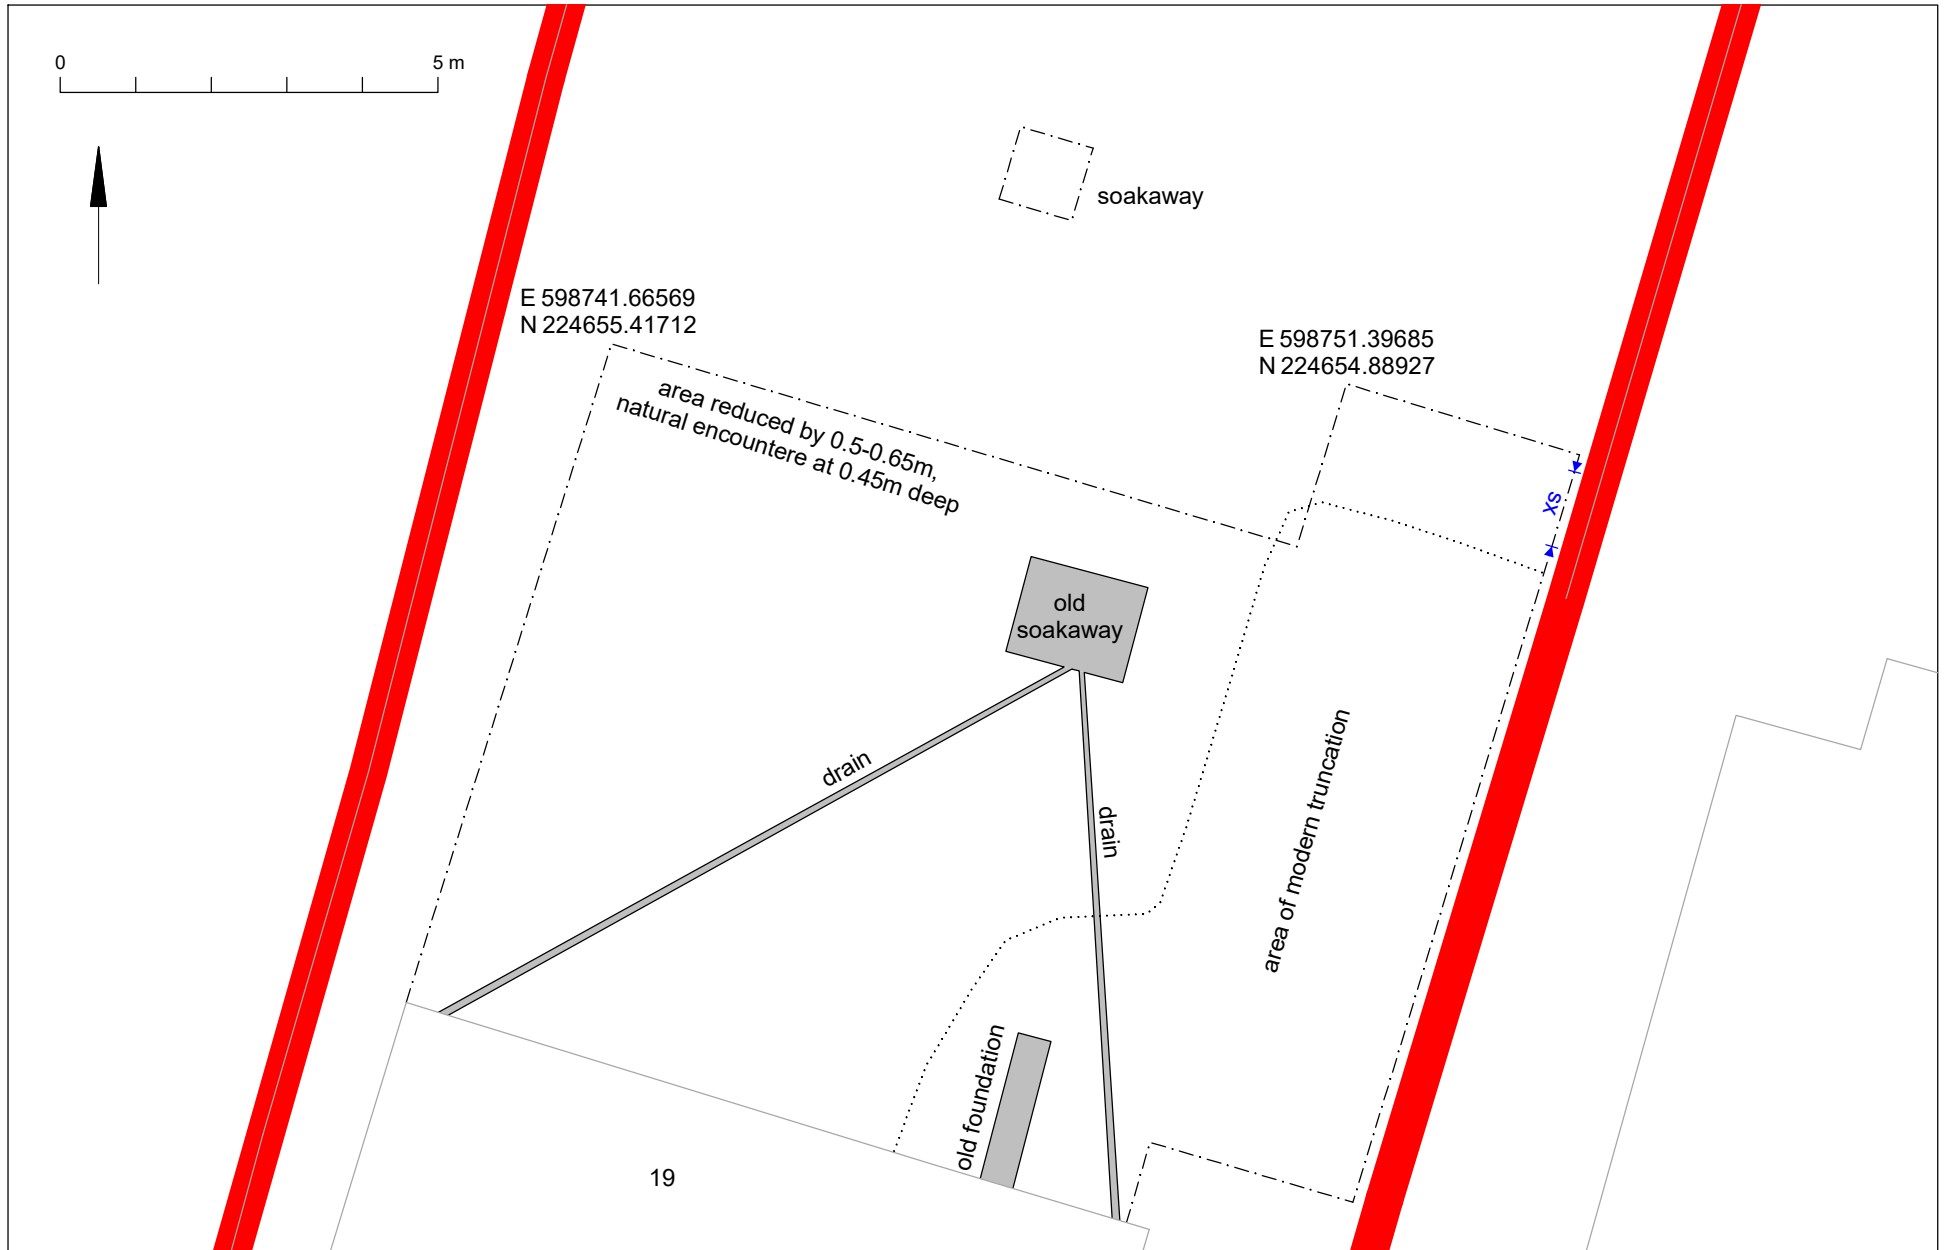 0
5 m
soakaway
E 598741.66569
N 224655.41712
E 598751.39685
N 224654.88927
area reduced by 0.5-0.65m,
natural encountere at 0.45m deep
xs
old
soakaway
drain
drain
area of modern truncation
old foundation
19